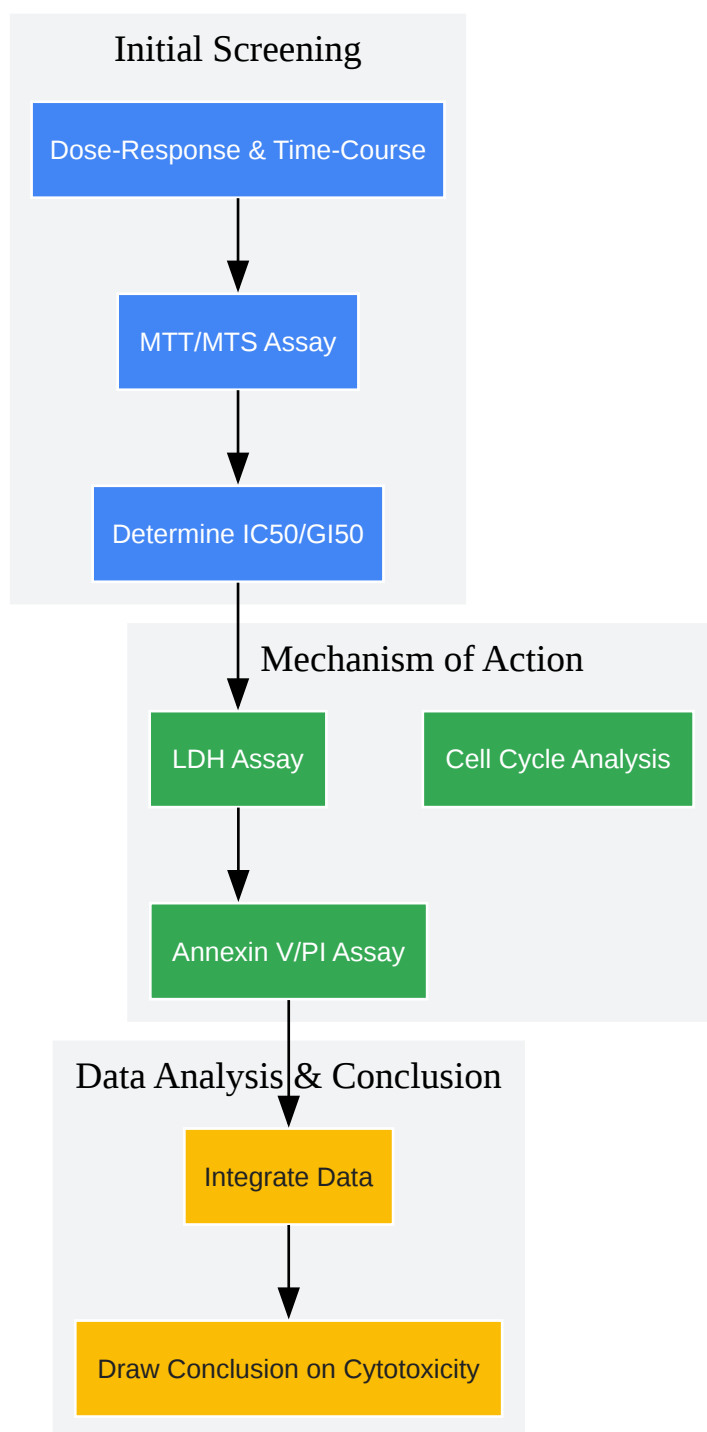 Initial Screening
Dose-Response & Time-Course
MTT/MTS Assay
Determine IC50/GI50
Mechanism of Action
LDH Assay
Cell Cycle Analysis
Annexin V/PI Assay
Data Analysis & Conclusion
Integrate Data
Draw Conclusion on Cytotoxicity